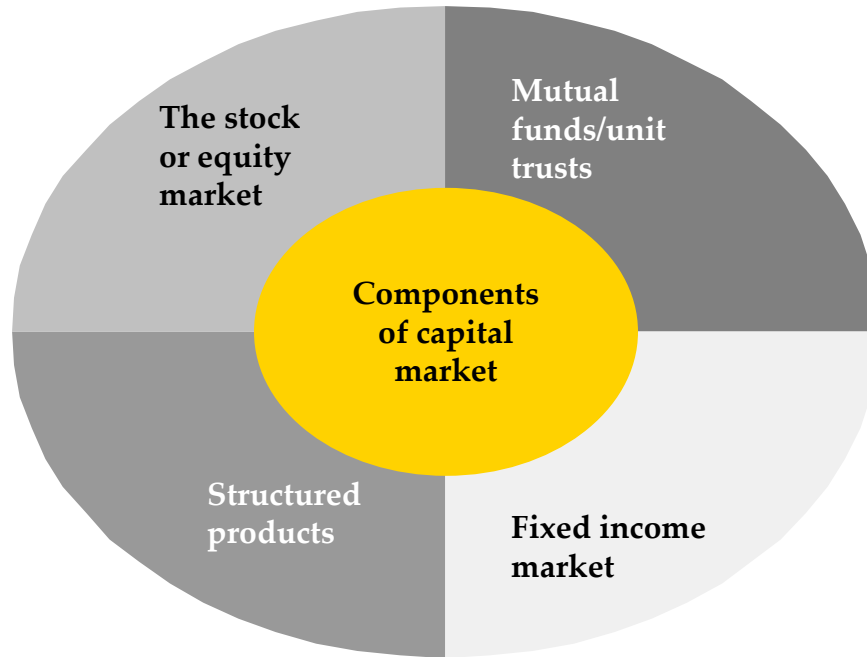 The stock
or equity
market
Mutual
funds/unit
trusts
Components
of capital
market
Structured
products
Fixed income
market